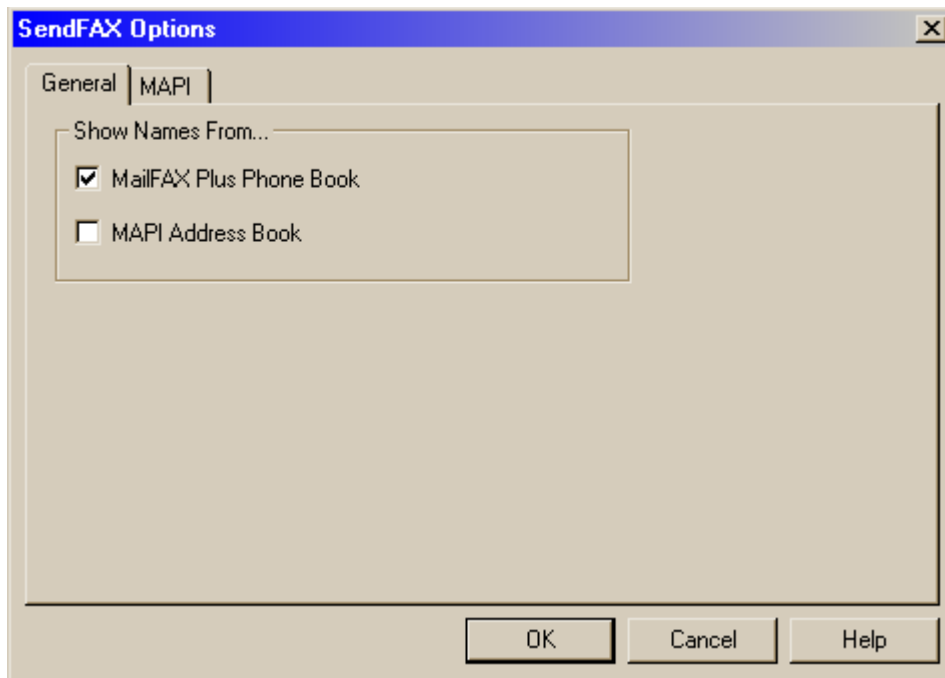 SendFAX Options
General MAPI
Show Names From...
MailFAX Plus Phone Book
MAPI Address Book
OK Cancel Help